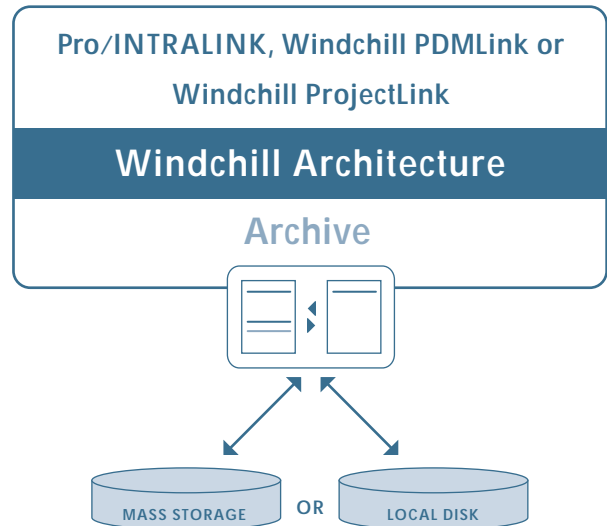 Pro/INTRALINK, Windchill PDMLink or
Windchill ProjectLink
Windchill Architecture
Archive
MASS STORAGE
OR
LOCAL DISK